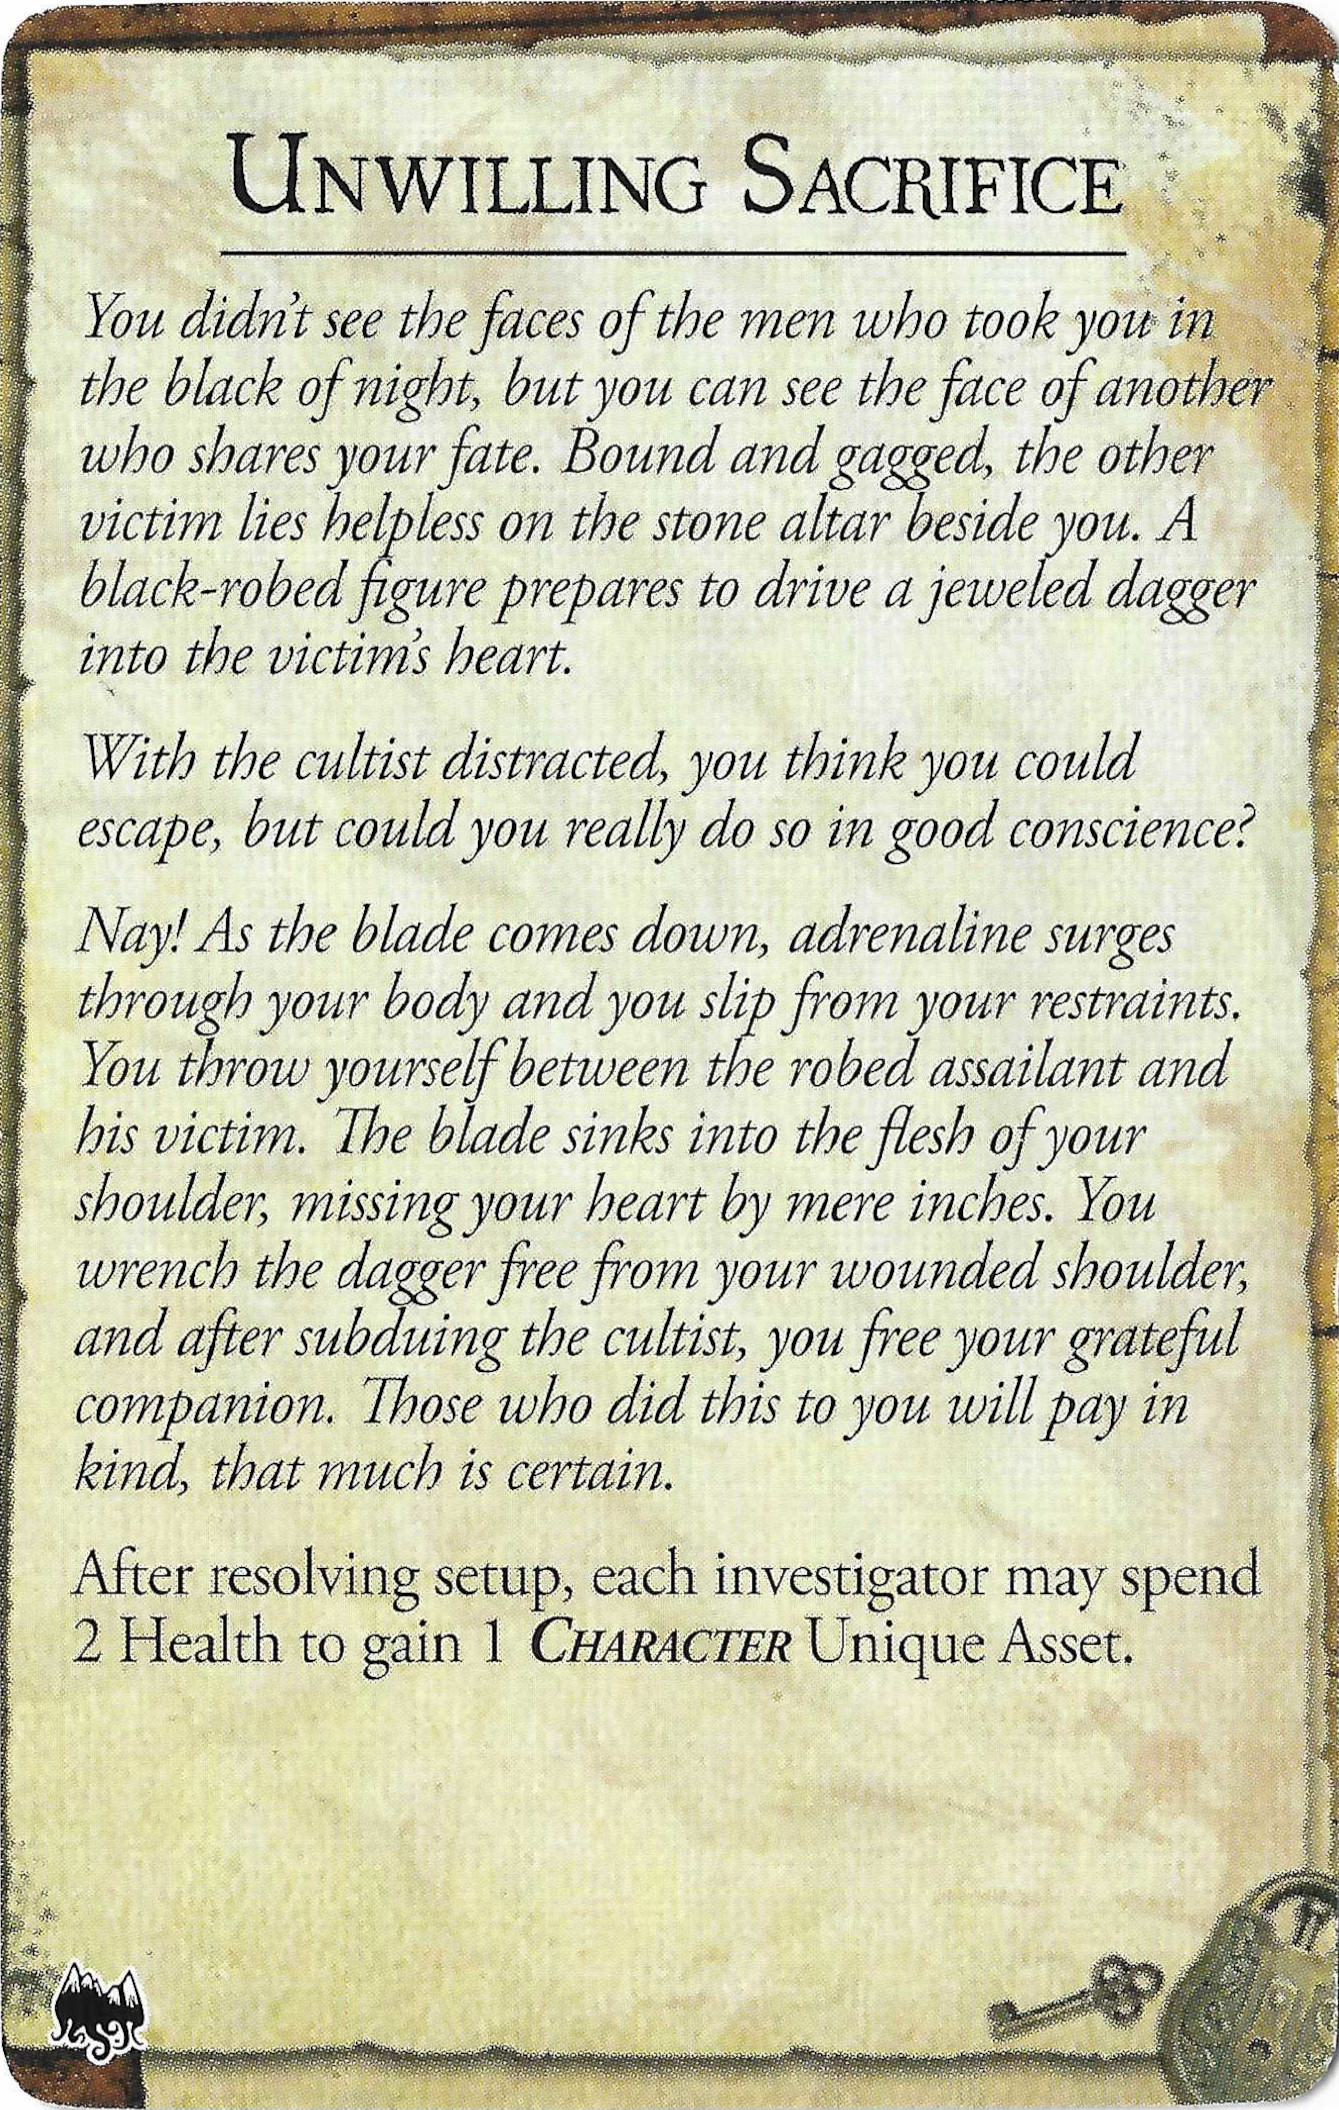 UNWILLING SACRIFICE
You didn't see the faces of the men who took you in
the black of night, but you can see the face of another
who shares your fate. Bound and gagged, the other
victim lies helpless on the stone altar beside you. A
black-robed figure prepares to drive a jeweled dagger
into the victim's heart.
With the cultist distracted, you think you could
escape, but could you really do so in good conscience?
Nay! As the blade comes down, adrenaline surges
through your body and you slip from your restraints.
You throw yourself between the robed assailant and
his victim. The blade sinks into the flesh of your
shoulder, missing your heart by mere inches. You
wrench the dagger free from your wounded shoulder,
and after subduing the cultist, you free your grateful
companion. Those who did this to you will pay in
kind, that much is certain.
After resolving setup, each investigator may spend
2 Health to gain 1 CHARACTER Unique Asset.